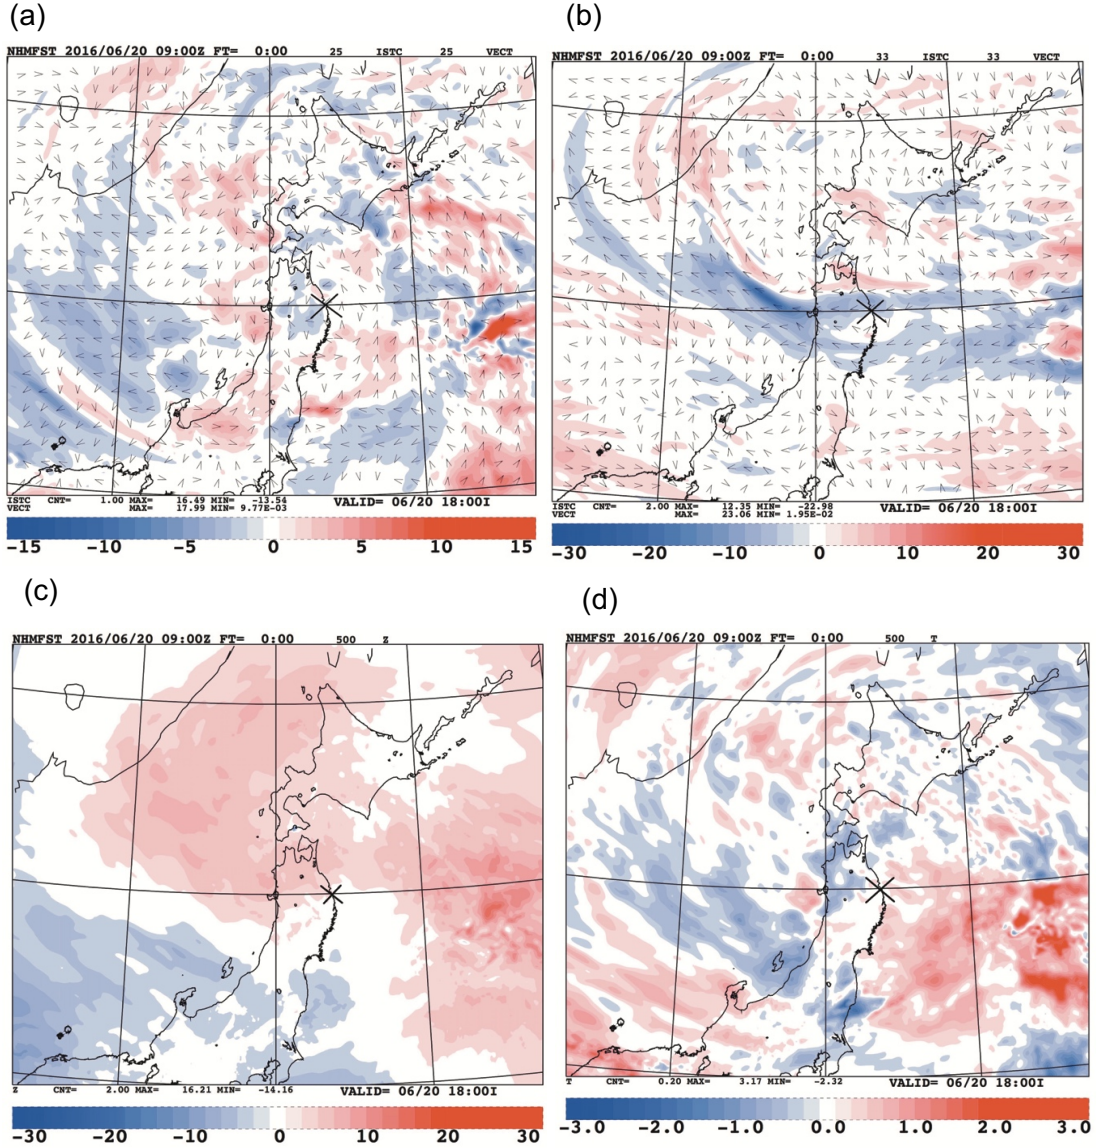 (a)
NHMFST 2016/06/20 09:00Z FT= 0:00 25 ISTC 25 VECT
ISTC CNT= 1.00 MAX= 16.49 MIN= -13.54
VECT MAX= 17.99 MIN= 9.77E-03
VALID= 06/20 18:00I
-15 -10 -5 0 5 10 15
(b)
NHMFST 2016/06/20 09:00Z FT= 0:00 33 ISTC 33 VECT
ISTC CNT= 2.00 MAX= 12.35 MIN= -22.98
VECT MAX= 23.06 MIN= 1.95E-02
VALID= 06/20 18:00I
-30 -20 -10 0 10 20 30
(c)
NHMFST 2016/06/20 09:00Z FT= 0:00 500 Z
Z CNT= 2.00 MAX= 16.21 MIN= -14.16
VALID= 06/20 18:00I
-30 -20 -10 0 10 20 30
(d)
NHMFST 2016/06/20 09:00Z FT= 0:00 500 T
T CNT= 0.20 MAX= 3.17 MIN= -2.32
VALID= 06/20 18:00I
-3.0 -2.0 -1.0 0.0 1.0 2.0 3.0